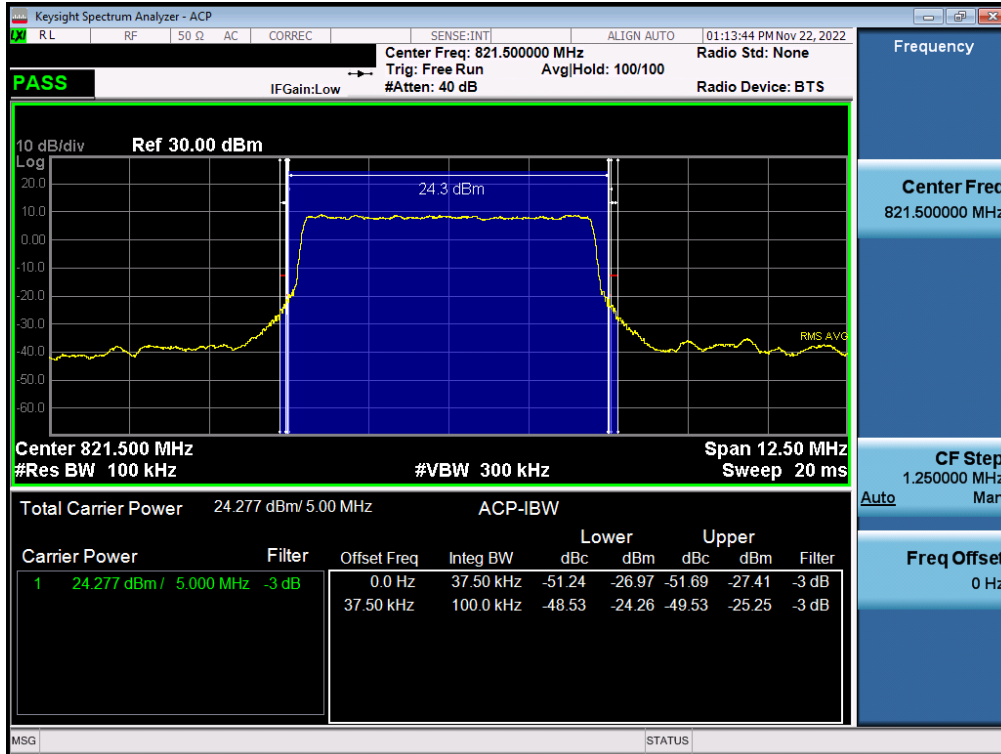 Keysight Spectrum Analyzer - ACP
LXI RL RF 50 Ω AC CORREC SENSE:INT ALIGN AUTO 01:13:44 PM Nov 22, 2022
Center Freq: 821.500000 MHz Radio Std: None
Trig: Free Run Avg|Hold: 100/100
PASS IFGain:Low #Atten: 40 dB Radio Device: BTS
10 dB/div Ref 30.00 dBm
Log
20.0
24.3 dBm
10.0
0.00
-10.0
-20.0
-30.0
RMS AVG
-40.0
-50.0
-60.0
Center 821.500 MHz Span 12.50 MHz
#Res BW 100 kHz #VBW 300 kHz Sweep 20 ms
Total Carrier Power 24.277 dBm/ 5.00 MHz ACP-IBW
Lower Upper
Carrier Power Filter Offset Freq Integ BW dBc dBm dBc dBm Filter
1 24.277 dBm / 5.000 MHz -3 dB 0.0 Hz 37.50 kHz -51.24 -26.97 -51.69 -27.41 -3 dB
37.50 kHz 100.0 kHz -48.53 -24.26 -49.53 -25.25 -3 dB
MSG STATUS
Frequency
Center Freq
821.500000 MHz
CF Step
1.250000 MHz
Auto Man
Freq Offset
0 Hz